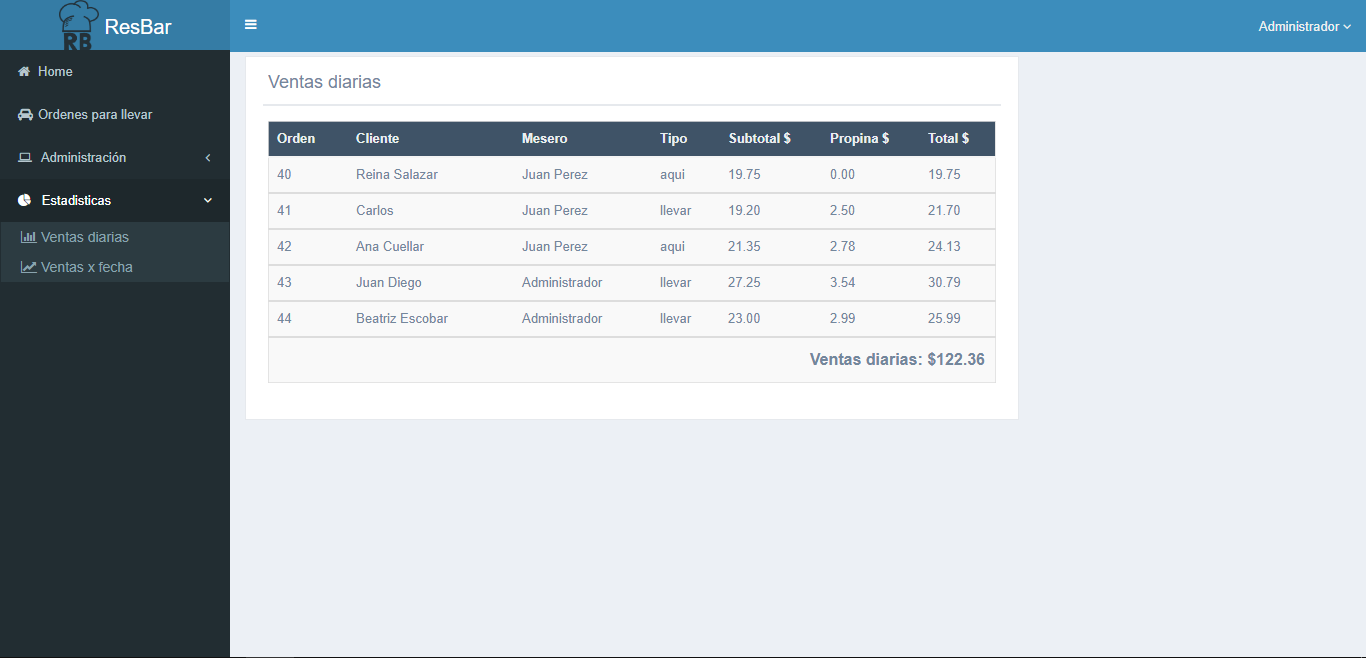 RB ResBar
Administrador
Home
Ordenes para llevar
Administración
Estadisticas
Ventas diarias
Ventas x fecha
Ventas diarias
Orden Cliente Mesero Tipo Subtotal $ Propina $ Total $
40 Reina Salazar Juan Perez aqui 19.75 0.00 19.75
41 Carlos Juan Perez llevar 19.20 2.50 21.70
42 Ana Cuellar Juan Perez aqui 21.35 2.78 24.13
43 Juan Diego Administrador llevar 27.25 3.54 30.79
44 Beatriz Escobar Administrador llevar 23.00 2.99 25.99
Ventas diarias: $122.36